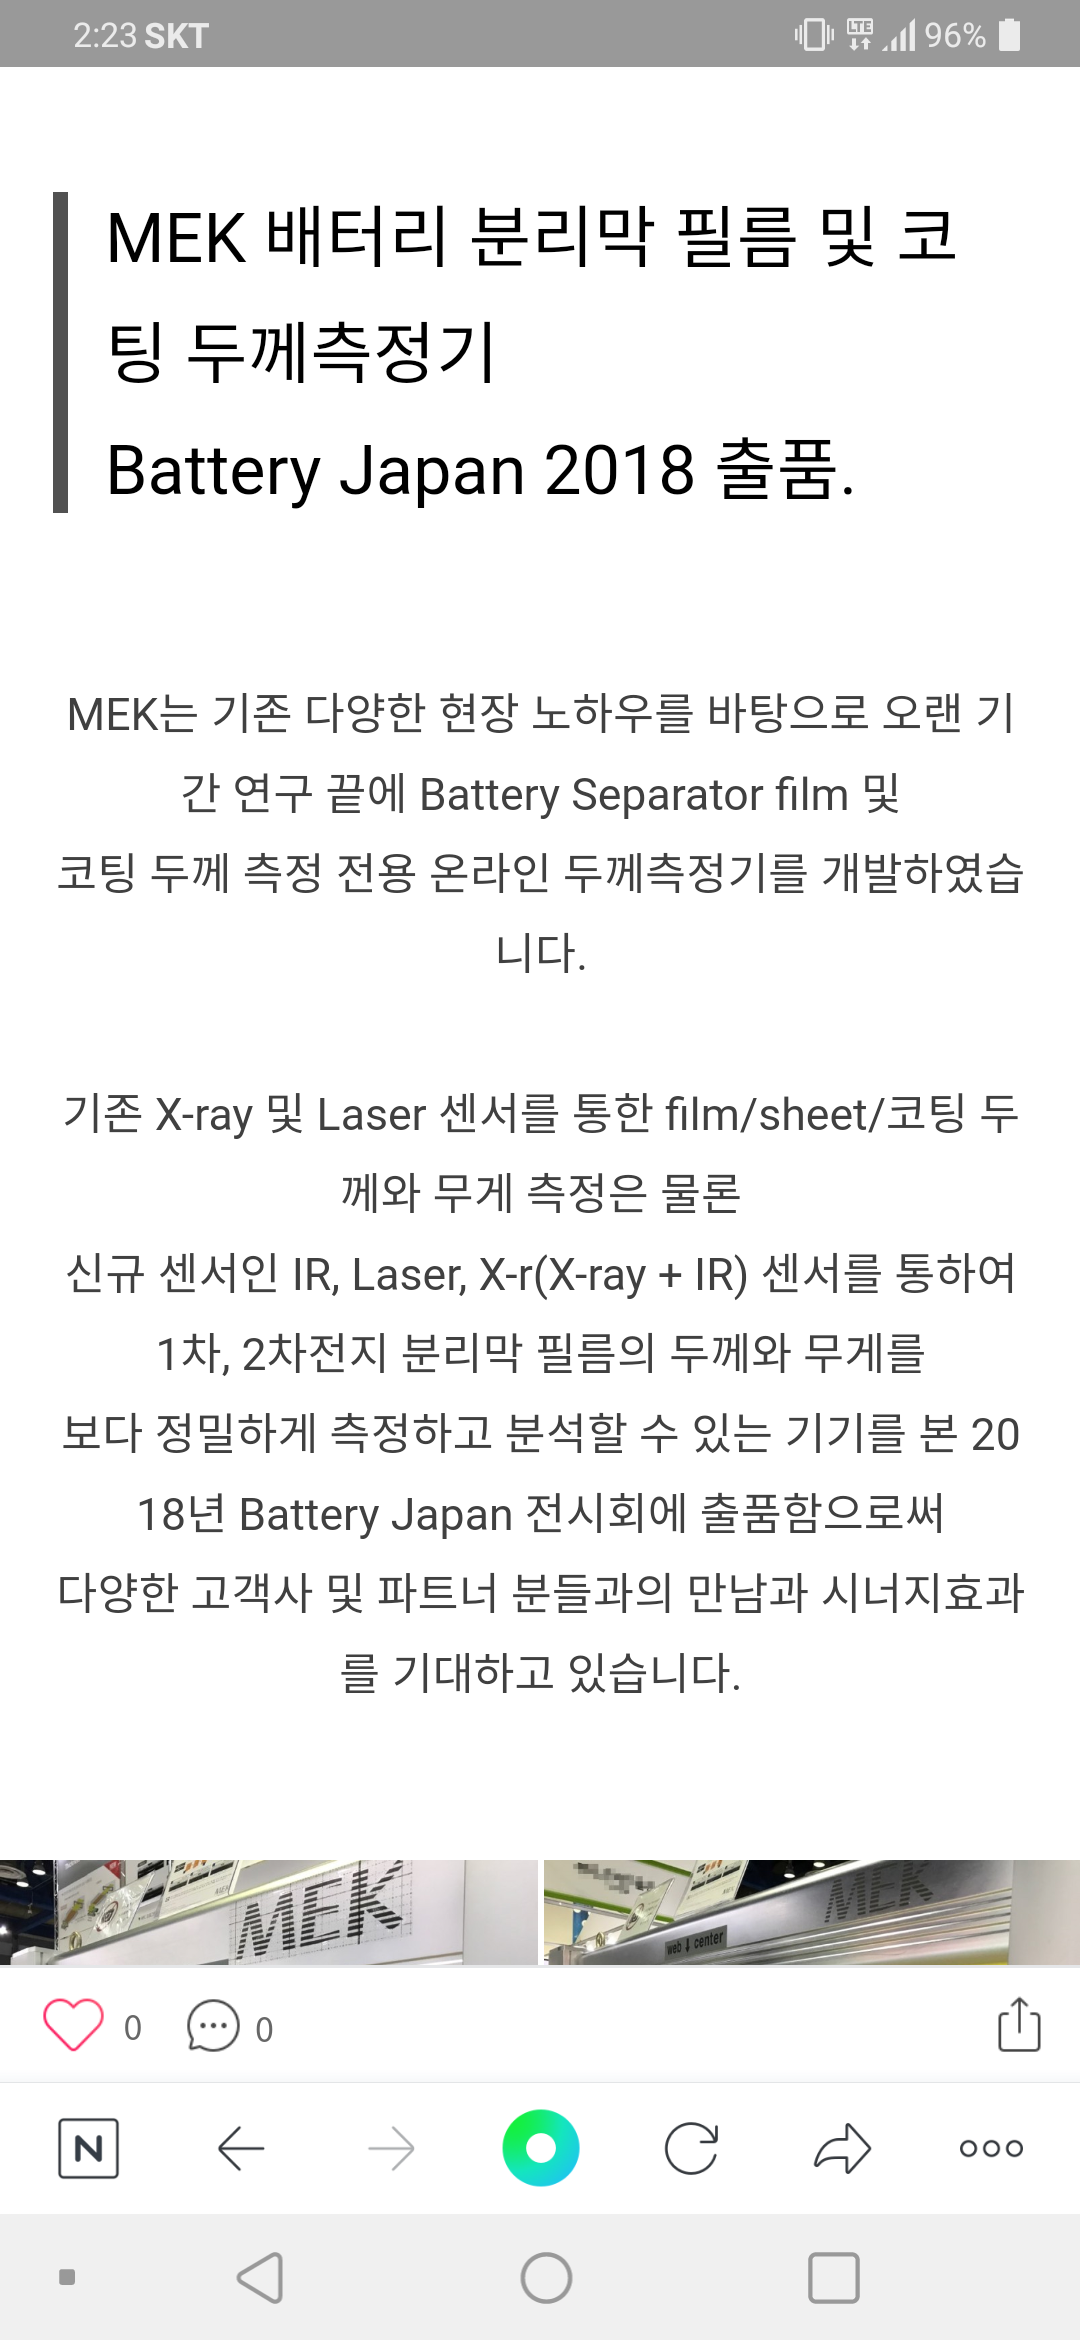 2:23 SKT
LTE
96%
MEK 배터리 분리막 필름 및 코
팅 두께측정기
Battery Japan 2018 출품.
MEK는 기존 다양한 현장 노하우를 바탕으로 오랜 기
간 연구 끝에 Battery Separator film 및
코팅 두께 측정 전용 온라인 두께측정기를 개발하였습
니다.
기존 X-ray 및 Laser 센서를 통한 film/sheet/코팅 두
께와 무게 측정은 물론
신규 센서인 IR, Laser, X-r(X-ray + IR) 센서를 통하여
1차, 2차전지 분리막 필름의 두께와 무게를
보다 정밀하게 측정하고 분석할 수 있는 기기를 본 20
18년 Battery Japan 전시회에 출품함으로써
다양한 고객사 및 파트너 분들과의 만남과 시너지효과
를 기대하고 있습니다.
MEK
MEK
web center
0
0
N